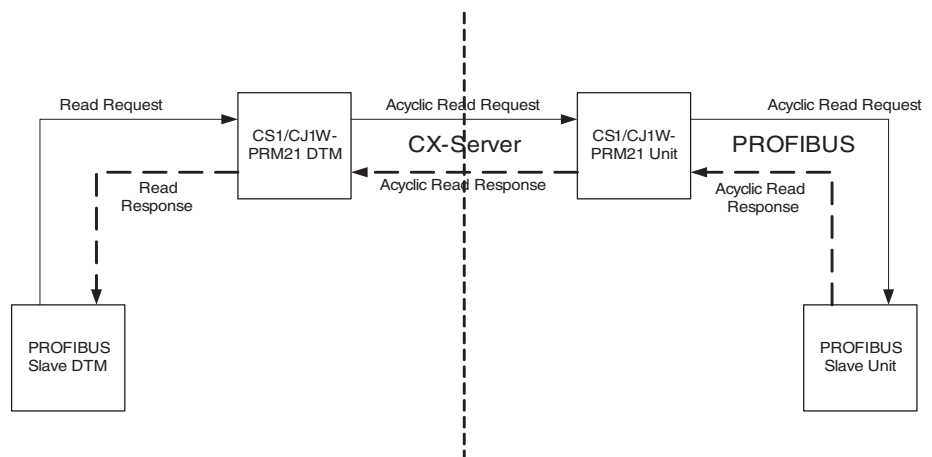 Read Request
CS1/CJ1W-
PRM21 DTM
Acyclic Read Request
CX-Server
Acyclic Read Response
CS1/CJ1W-
PRM21 Unit
Acyclic Read Request
PROFIBUS
Acyclic Read
Response
Read
Response
PROFIBUS
Slave DTM
PROFIBUS
Slave Unit